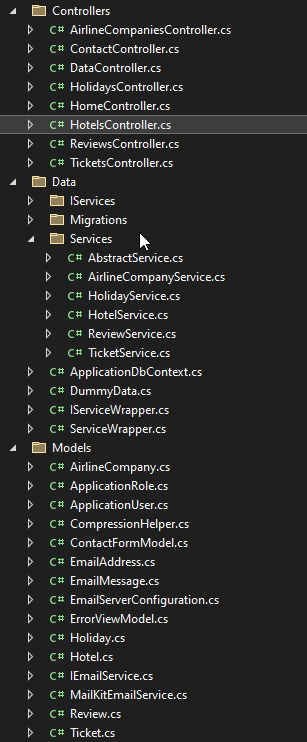 Controllers
C# AirlineCompaniesController.cs
C# ContactController.cs
C# DataController.cs
C# HolidaysController.cs
C# HomeController.cs
C# HotelsController.cs
C# ReviewsController.cs
C# TicketsController.cs
Data
IServices
Migrations
Services
C# AbstractService.cs
C# AirlineCompanyService.cs
C# HolidayService.cs
C# HotelService.cs
C# ReviewService.cs
C# TicketService.cs
C# ApplicationDbContext.cs
C# DummyData.cs
C# IServiceWrapper.cs
C# ServiceWrapper.cs
Models
C# AirlineCompany.cs
C# ApplicationRole.cs
C# ApplicationUser.cs
C# CompressionHelper.cs
C# ContactFormModel.cs
C# EmailAddress.cs
C# EmailMessage.cs
C# EmailServerConfiguration.cs
C# ErrorViewModel.cs
C# Holiday.cs
C# Hotel.cs
C# IEmailService.cs
C# MailKitEmailService.cs
C# Review.cs
C# Ticket.cs